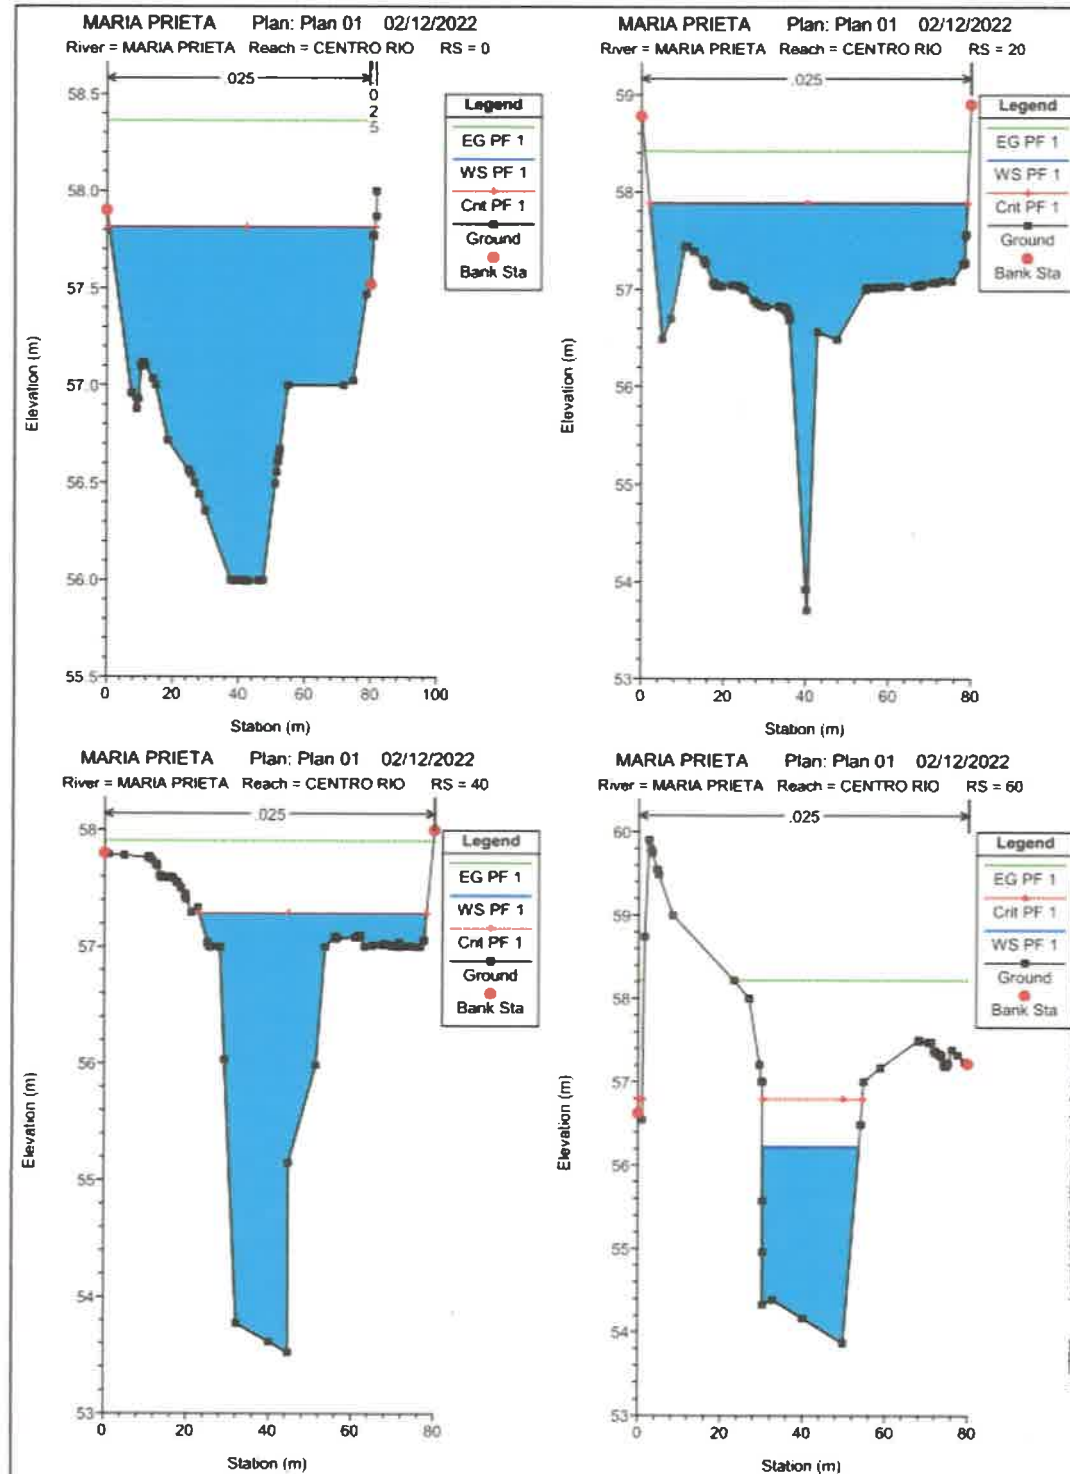 MARIA PRIETA Plan: Plan 01 02/12/2022
River = MARIA PRIETA Reach = CENTRO RIO RS = 0
.025
.025
58.5
58.0
57.5
57.0
56.5
56.0
55.5
0 20 40 60 80 100
Elevation (m)
Station (m)
Legend
EG PF 1
WS PF 1
Crit PF 1
Ground
Bank Sta
MARIA PRIETA Plan: Plan 01 02/12/2022
River = MARIA PRIETA Reach = CENTRO RIO RS = 20
.025
59
58
57
56
55
54
53
0 20 40 60 80
Elevation (m)
Station (m)
Legend
EG PF 1
WS PF 1
Crit PF 1
Ground
Bank Sta
MARIA PRIETA Plan: Plan 01 02/12/2022
River = MARIA PRIETA Reach = CENTRO RIO RS = 40
.025
58
57
56
55
54
53
0 20 40 60 80
Elevation (m)
Station (m)
Legend
EG PF 1
WS PF 1
Crit PF 1
Ground
Bank Sta
MARIA PRIETA Plan: Plan 01 02/12/2022
River = MARIA PRIETA Reach = CENTRO RIO RS = 60
.025
60
59
58
57
56
55
54
53
0 20 40 60 80
Elevation (m)
Station (m)
Legend
EG PF 1
Crit PF 1
WS PF 1
Ground
Bank Sta